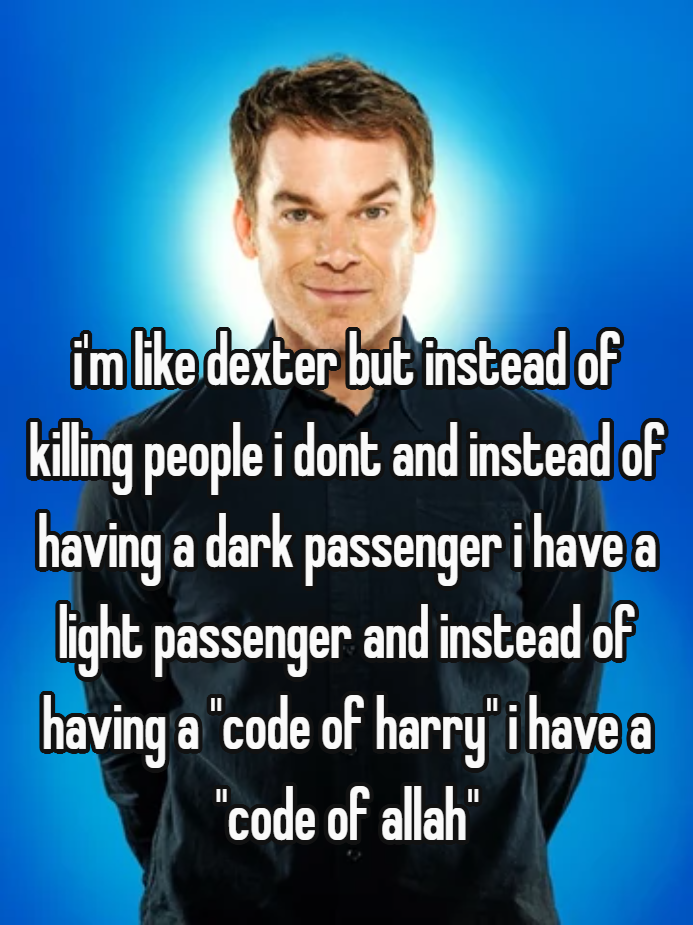 i'm like dexter but instead of
killing people i dont and instead of
having a dark passenger i have a
light passenger and instead of
having a "code of harry" i have a
"code of allah"